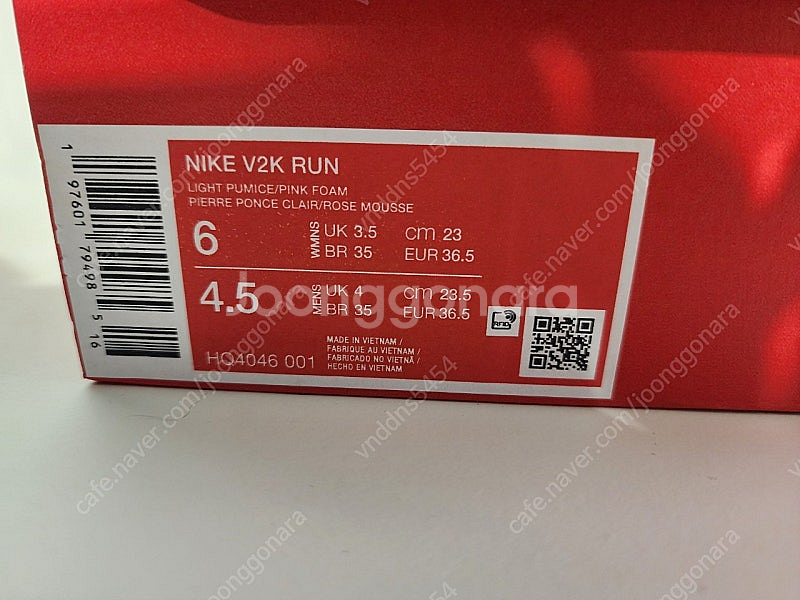 NIKE V2K RUN
LIGHT PUMICE/PINK FOAM
PIERRE PONCE CLAIR/ROSE MOUSSE
6 WMNS UK 3.5 cm 23
BR 35 EUR 36.5
4.5 MENS UK 4 cm 23.5
BR 35 EUR 36.5
MADE IN VIETNAM /
FABRIQUE AU VIETNAM /
FABRICADO NO VIETNÃ /
HECHO EN VIETNAM
HQ4046 001
RFID
1 97601 79498 5 16
Joonggonara
cafe.naver.com/joonggonara
vnddns5454